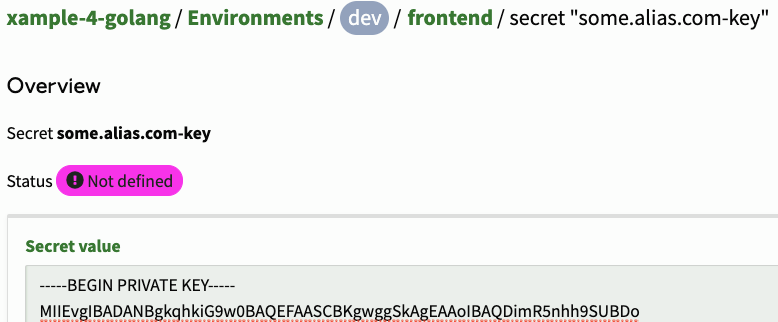 xample-4-golang / Environments / dev / frontend / secret "some.alias.com-key"
Overview
Secret some.alias.com-key
Status Not defined
Secret value
-----BEGIN PRIVATE KEY-----
MIIEvgIBADANBgkqhkiG9w0BAQEFAASCBKgwggSkAgEAAoIBAQDimR5nhh9SUBDo